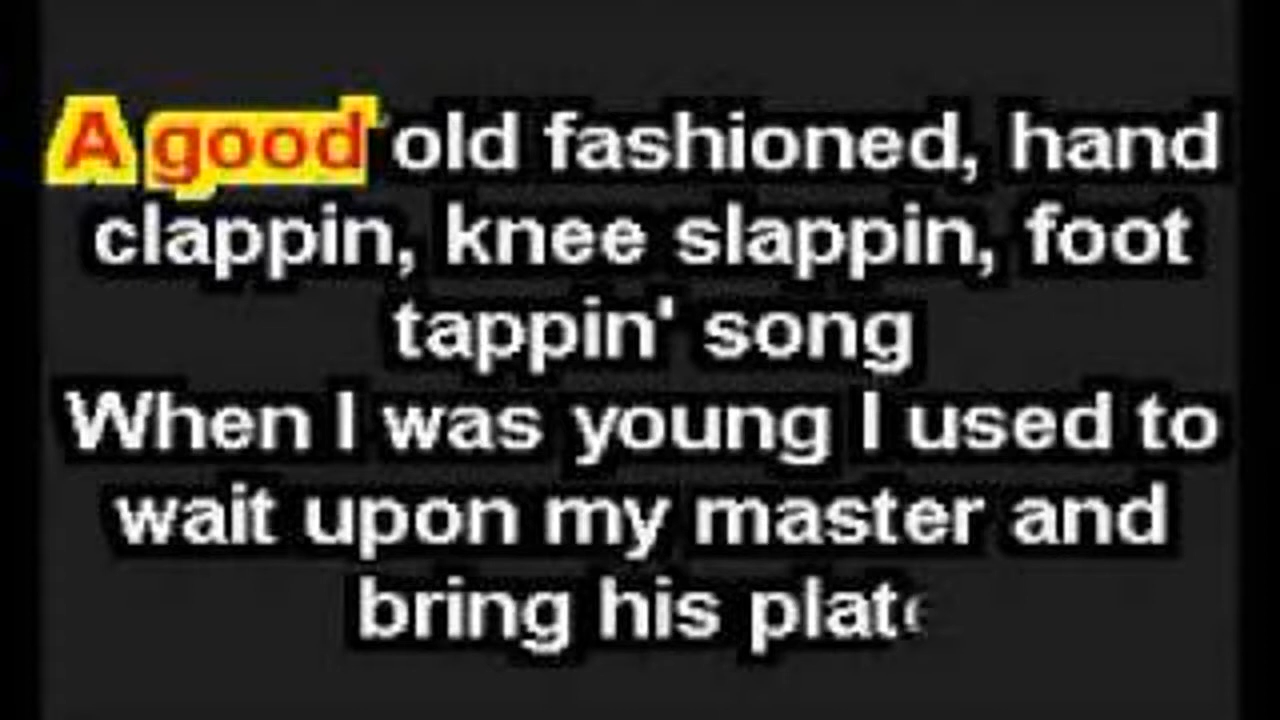 A good old fashioned, hand
clappin, knee slappin, foot
tappin' song
When I was young I used to
wait upon my master and
bring his plate